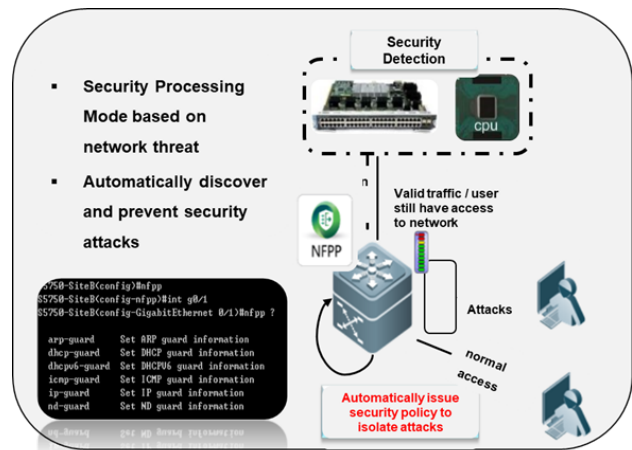 ▪ Security Processing
Mode based on
network threat
▪ Automatically discover
and prevent security
attacks
S5750-SiteB(config)#nfpp
S5750-SiteB(config-nfpp)#int g0/1
S5750-SiteB(config-GigabitEthernet 0/1)#nfpp ?
arp-guard Set ARP guard information
dhcp-guard Set DHCP guard information
dhcpv6-guard Set DHCPV6 guard information
icmp-guard Set ICMP guard information
ip-guard Set IP guard information
nd-guard Set ND guard information
Security
Detection
cpu
n
NFPP
Valid traffic / user
still have access
to network
Attacks
normal
access
Automatically issue
security policy to
isolate attacks